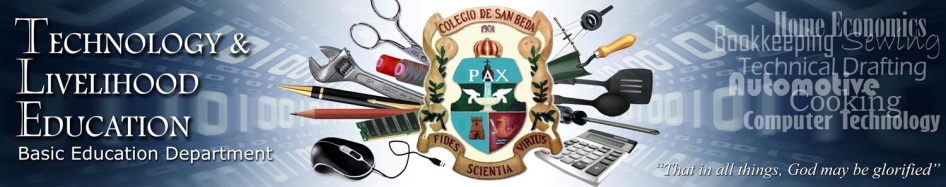 TECHNOLOGY &
LIVELIHOOD
EDUCATION
Basic Education Department
COLEGIO DE SAN BEDA
1901
PAX
FIDES
SCIENTIA
VIRTUS
Home Economics
Bookkeeping Sewing
Technical Drafting
Automotive
Cooking
Computer Technology
"That in all things, God may be glorified"